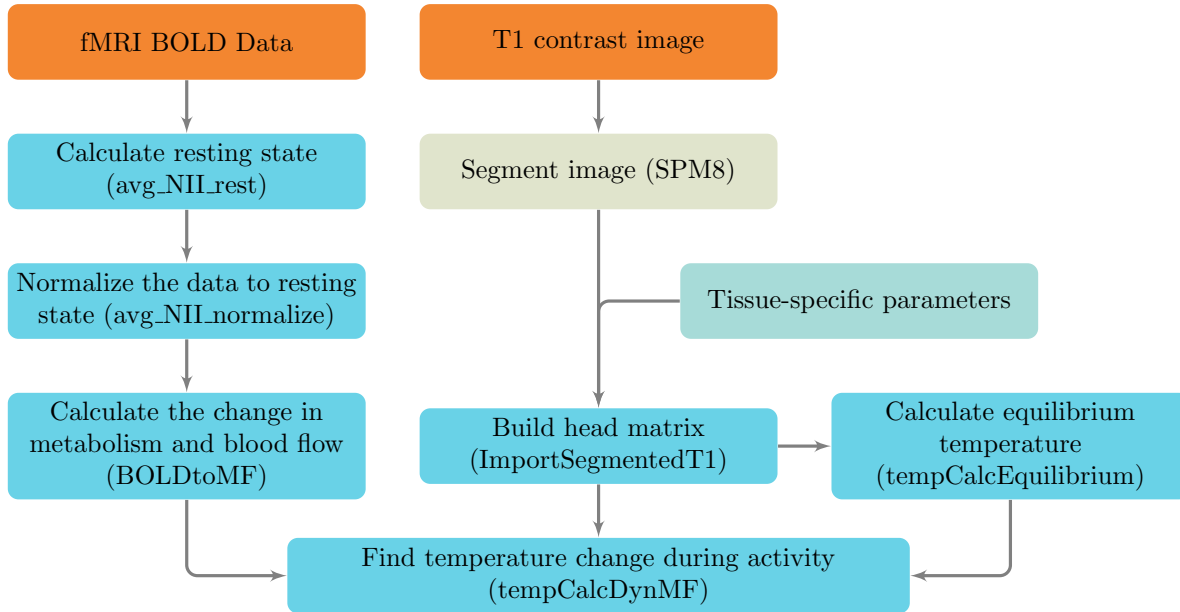 fMRI BOLD Data
T1 contrast image
Calculate resting state
(avg_NII_rest)
Segment image (SPM8)
Normalize the data to resting
state (avg_NII_normalize)
Tissue-specific parameters
Calculate the change in
metabolism and blood flow
(BOLDtoMF)
Build head matrix
(ImportSegmentedT1)
Calculate equilibrium
temperature
(tempCalcEquilibrium)
Find temperature change during activity
(tempCalcDynMF)